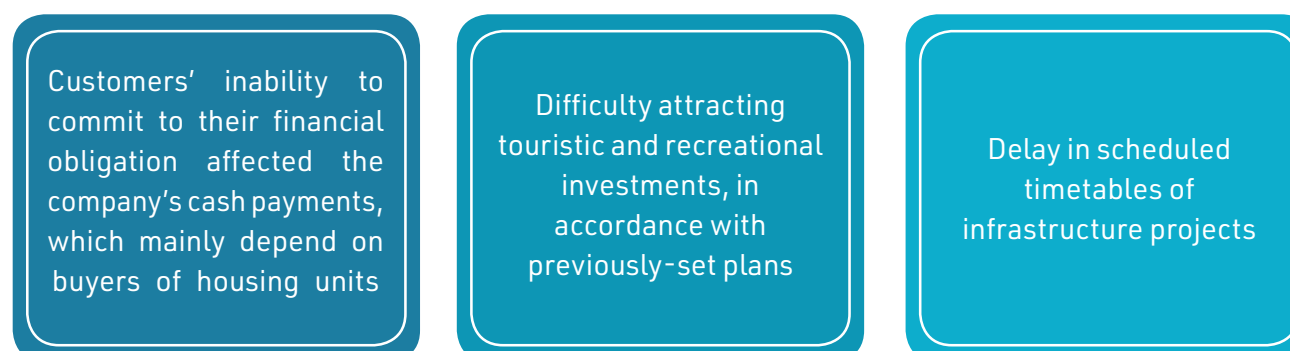 Customers' inability to
commit to their financial
obligation affected the
company's cash payments,
which mainly depend on
buyers of housing units
Difficulty attracting
touristic and recreational
investments, in
accordance with
previously-set plans
Delay in scheduled
timetables of
infrastructure projects